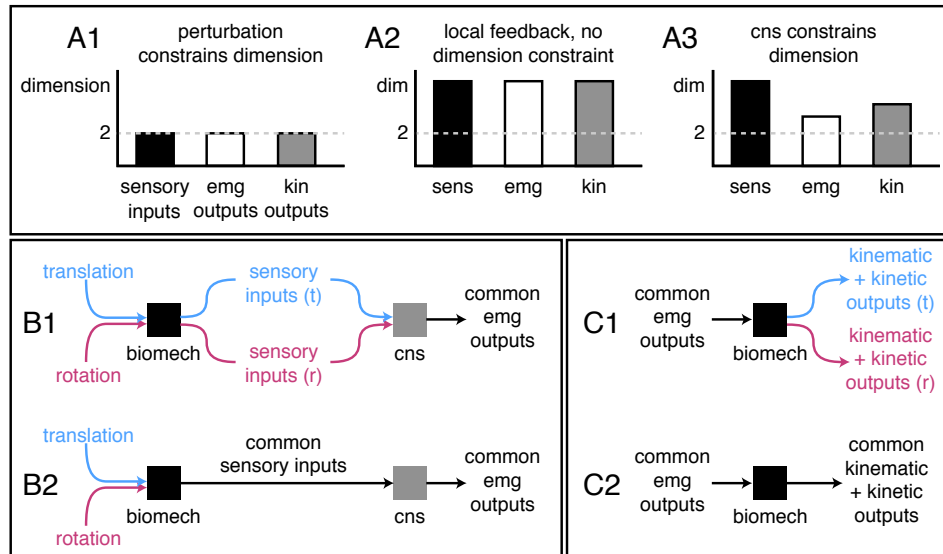 A1
perturbation
constrains dimension
dimension
2
sensory
inputs
emg
outputs
kin
outputs
A2
local feedback, no
dimension constraint
dim
2
sens
emg
kin
A3
cns constrains
dimension
dim
2
sens
emg
kin
B1
translation
rotation
biomech
sensory
inputs (t)
sensory
inputs (r)
cns
common
emg
outputs
B2
translation
rotation
biomech
common
sensory inputs
cns
common
emg
outputs
C1
common
emg
outputs
biomech
kinematic
+ kinetic
outputs (t)
kinematic
+ kinetic
outputs (r)
C2
common
emg
outputs
biomech
common
kinematic
+ kinetic
outputs